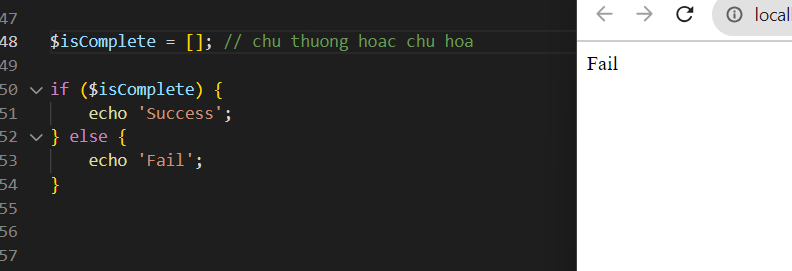 47
48 $isComplete = []; // chu thuong hoac chu hoa
49
50 if ($isComplete) {
51 echo 'Success';
52 } else {
53 echo 'Fail';
54 }
55
56
57
Fail